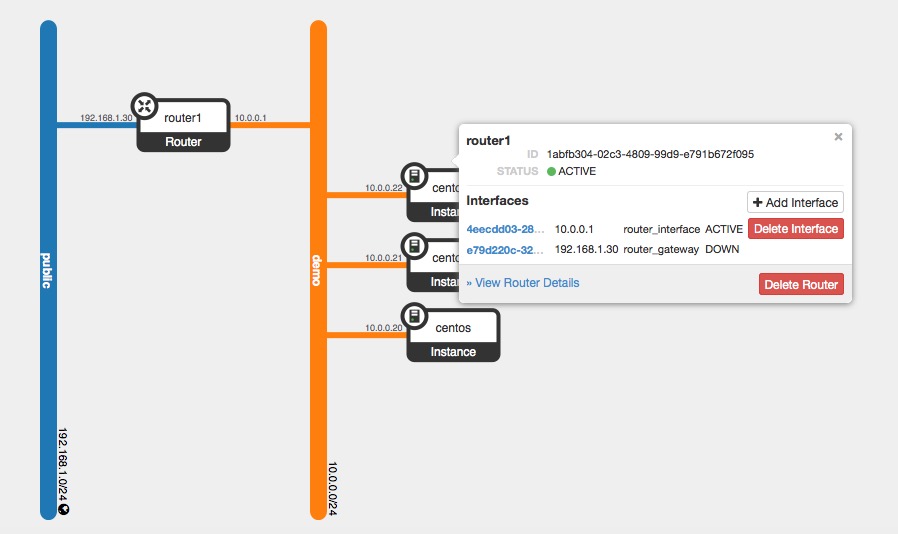 192.168.1.30
router1
10.0.0.1
Router
public
192.168.1.0/24
demo
10.0.0.0/24
10.0.0.22
cento
Instar
10.0.0.21
cento
Instar
10.0.0.20
centos
Instance
router1
×
ID 1abfb304-02c3-4809-99d9-e791b672f095
STATUS ACTIVE
Interfaces
+ Add Interface
4eecdd03-28... 10.0.0.1 router_interface ACTIVE Delete Interface
e79d220c-32... 192.168.1.30 router_gateway DOWN
» View Router Details
Delete Router